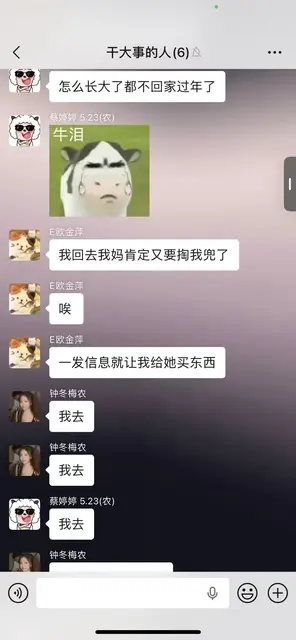 干大事的人(6)
怎么长大了都不回家过年了
蔡婷婷 5.23(农)
牛泪
E欧金萍
我回去我妈肯定又要掏我兜了
E欧金萍
唉
E欧金萍
一发信息就让我给她买东西
钟冬梅农
我去
钟冬梅农
我去
蔡婷婷 5.23(农)
我去
钟冬梅农